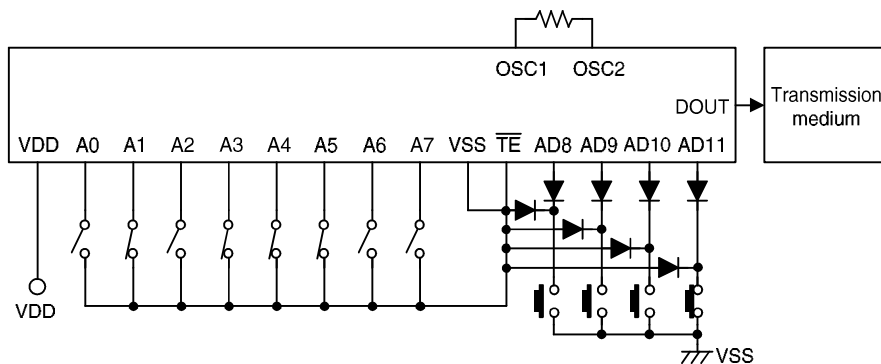 OSC1 OSC2
DOUT
Transmission
medium
VDD A0 A1 A2 A3 A4 A5 A6 A7 VSS TE AD8 AD9 AD10 AD11
VDD
VSS